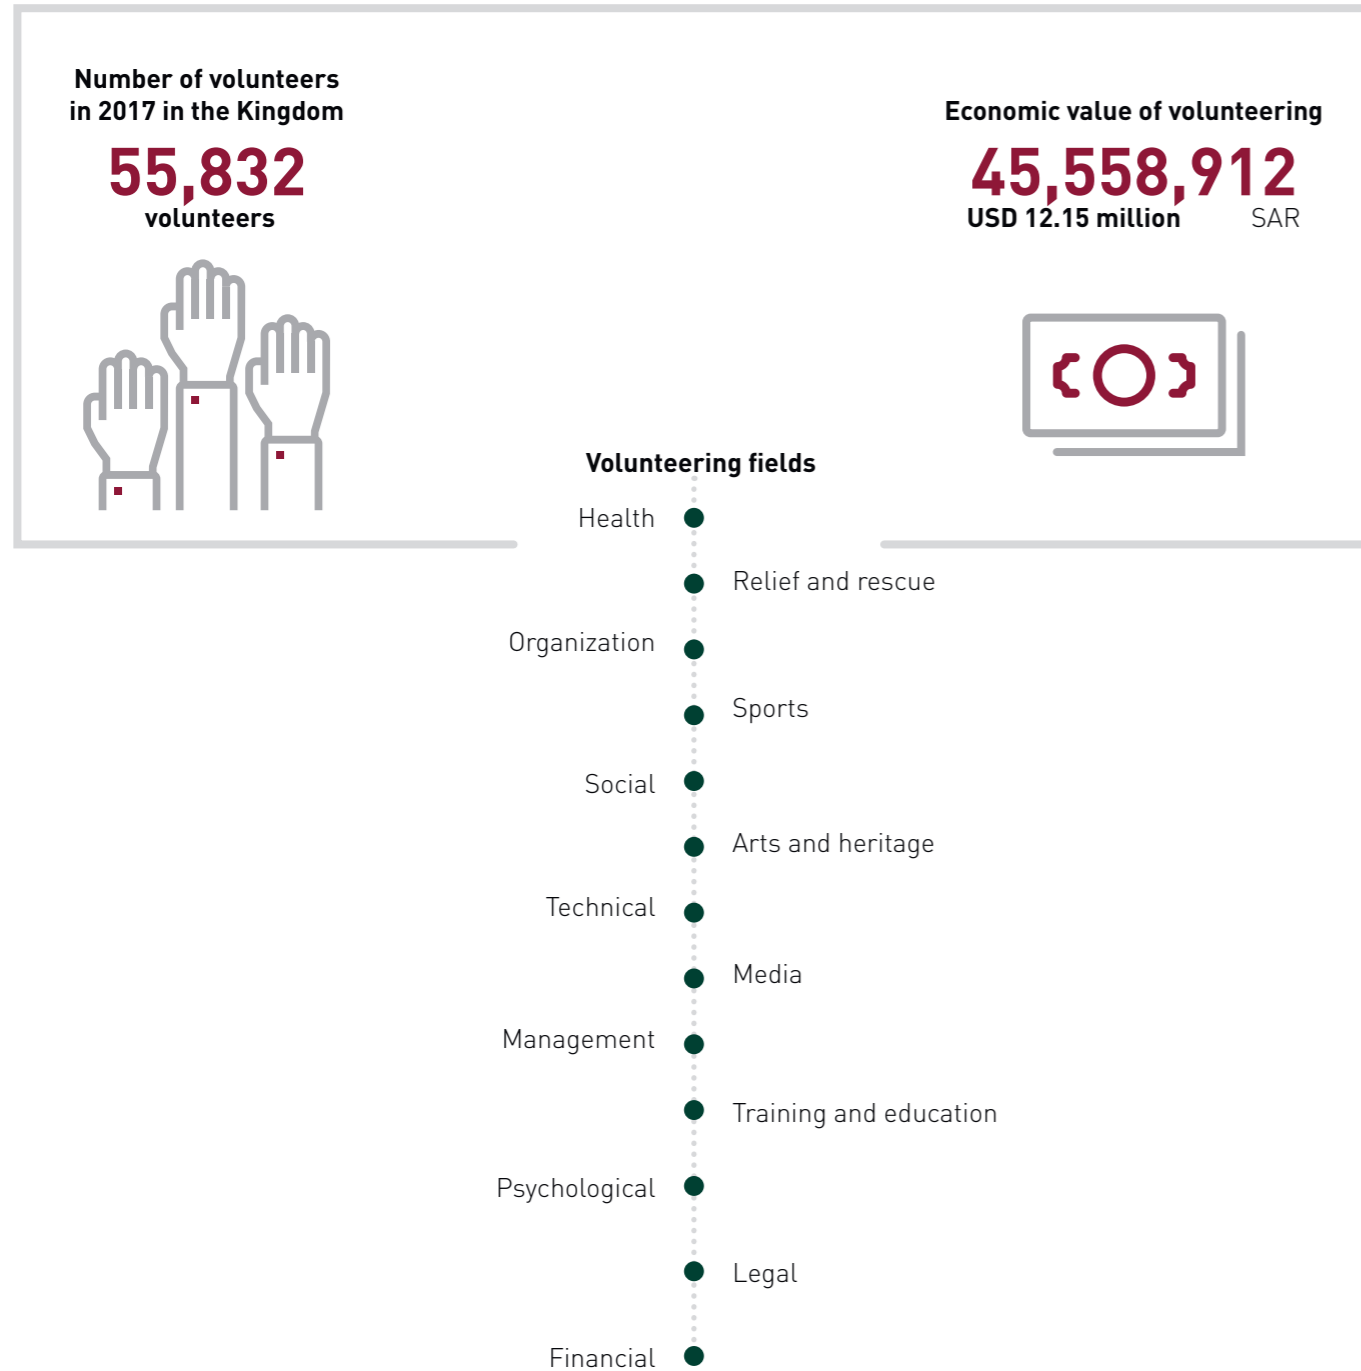 Number of volunteers
in 2017 in the Kingdom
55,832
volunteers
Economic value of volunteering
45,558,912
USD 12.15 million SAR
Volunteering fields
Health
Relief and rescue
Organization
Sports
Social
Arts and heritage
Technical
Media
Management
Training and education
Psychological
Legal
Financial